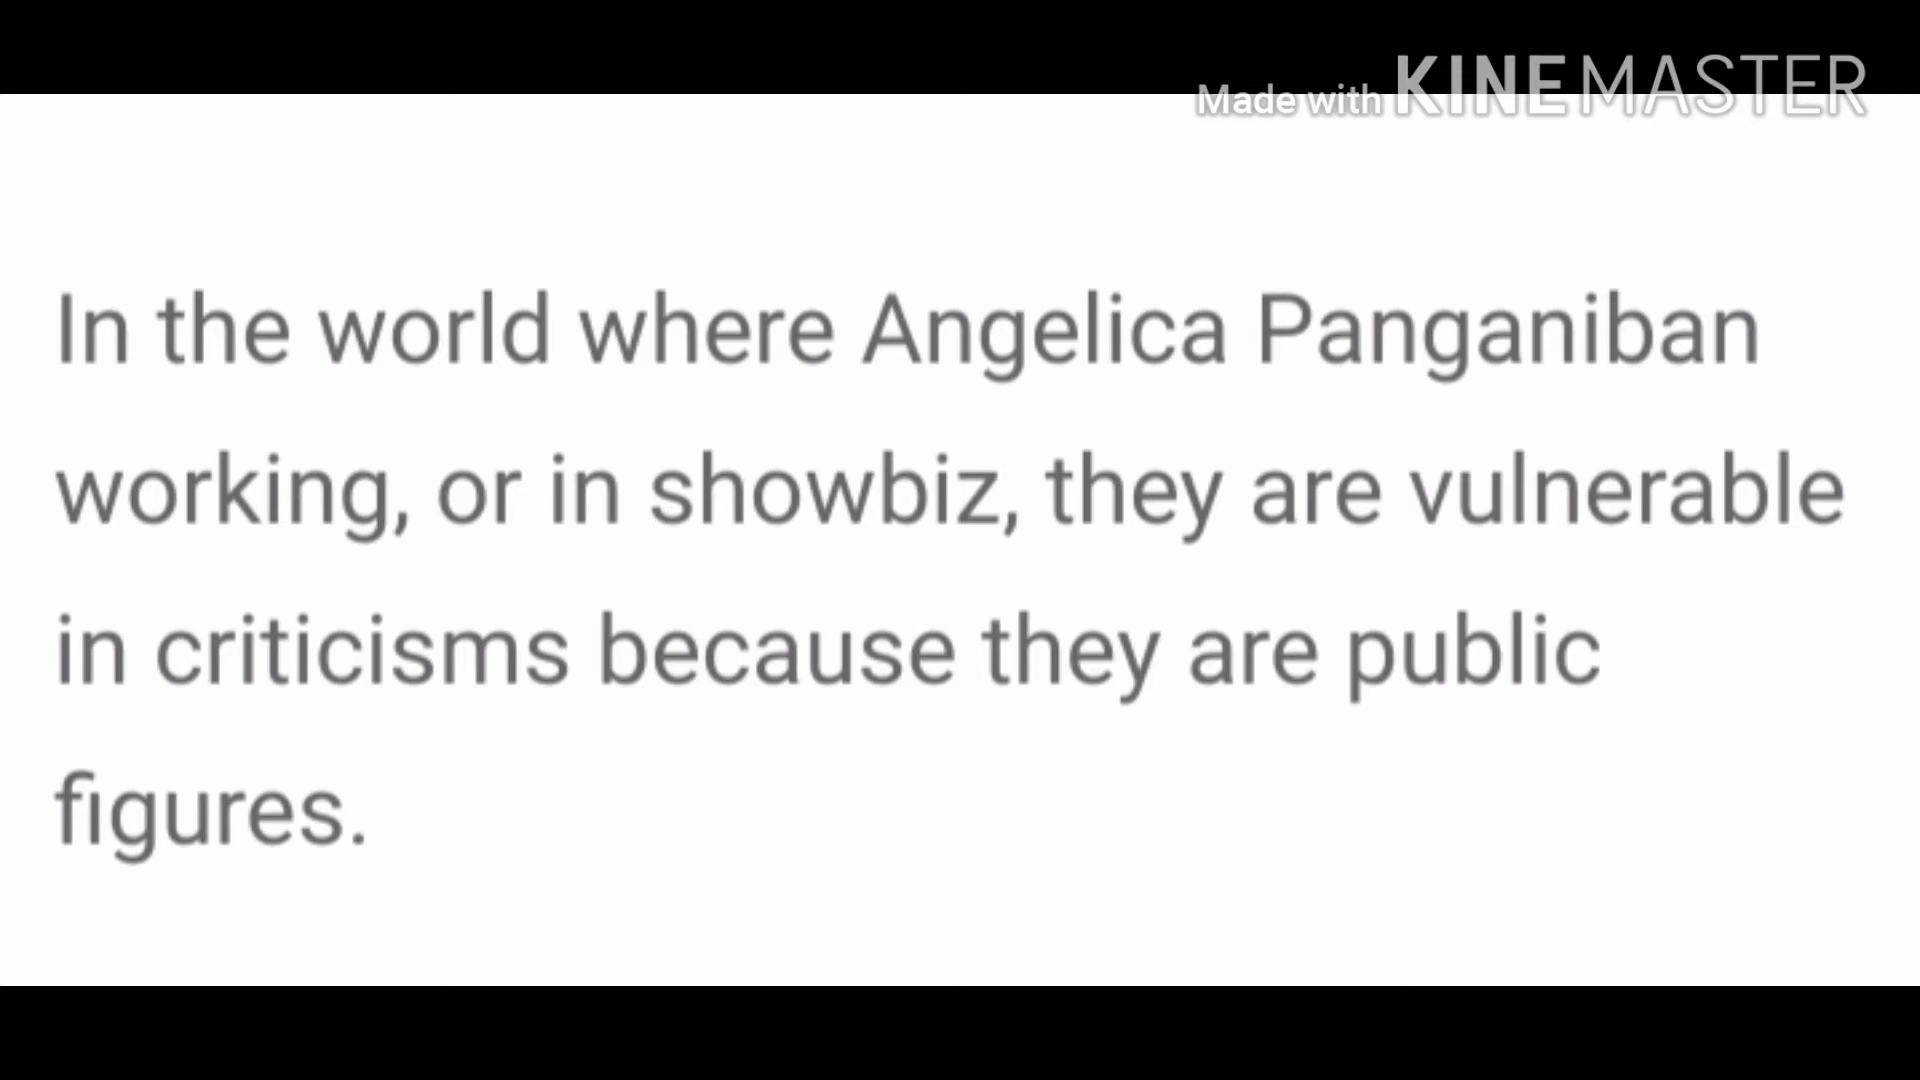 Made with KINEMASTER
In the world where Angelica Panganiban
working, or in showbiz, they are vulnerable
in criticisms because they are public
figures.